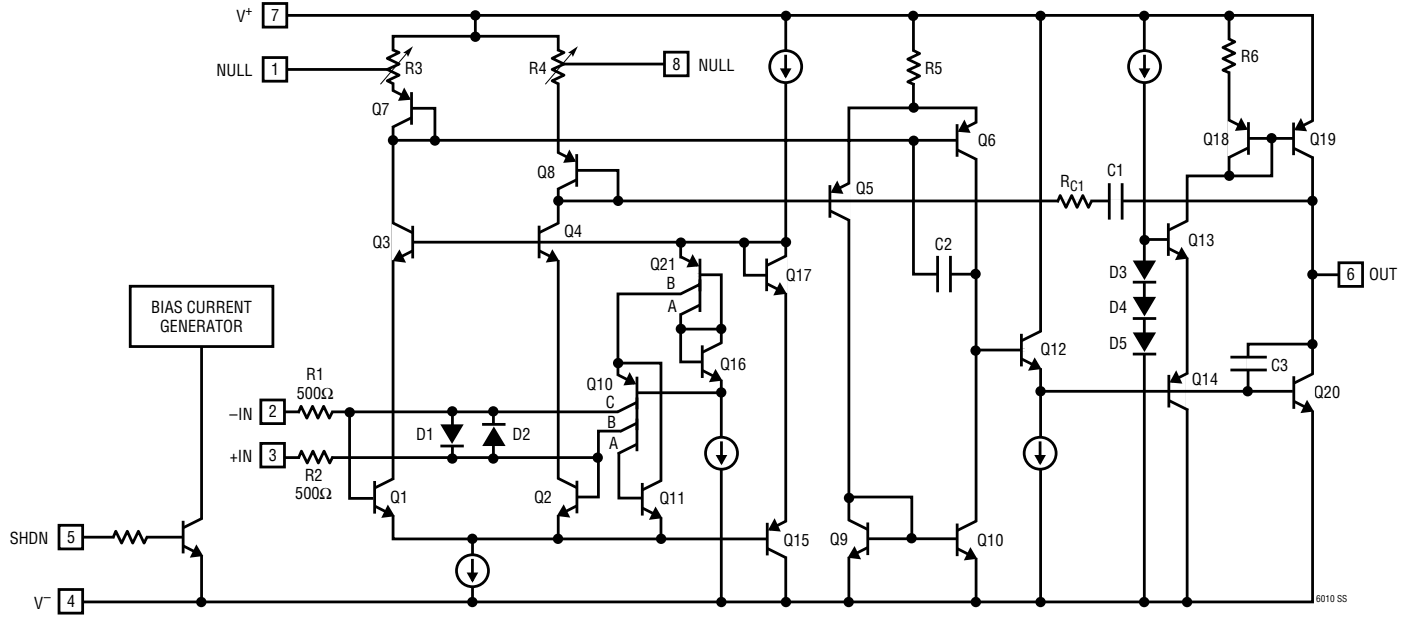 V+ 7
NULL 1
R3
R4
8 NULL
Q7
Q8
R5
Q6
Q5
R6
Q18
Q19
RC1
C1
Q3
Q4
Q21
B
A
Q17
C2
Q13
D3
D4
D5
6 OUT
BIAS CURRENT
GENERATOR
Q16
Q12
Q14
C3
Q20
R1
500Ω
–IN 2
Q10
C
B
A
D1
D2
+IN 3
R2
500Ω
Q1
Q2
Q11
SHDN 5
Q15
Q9
Q10
V– 4
6010 SS